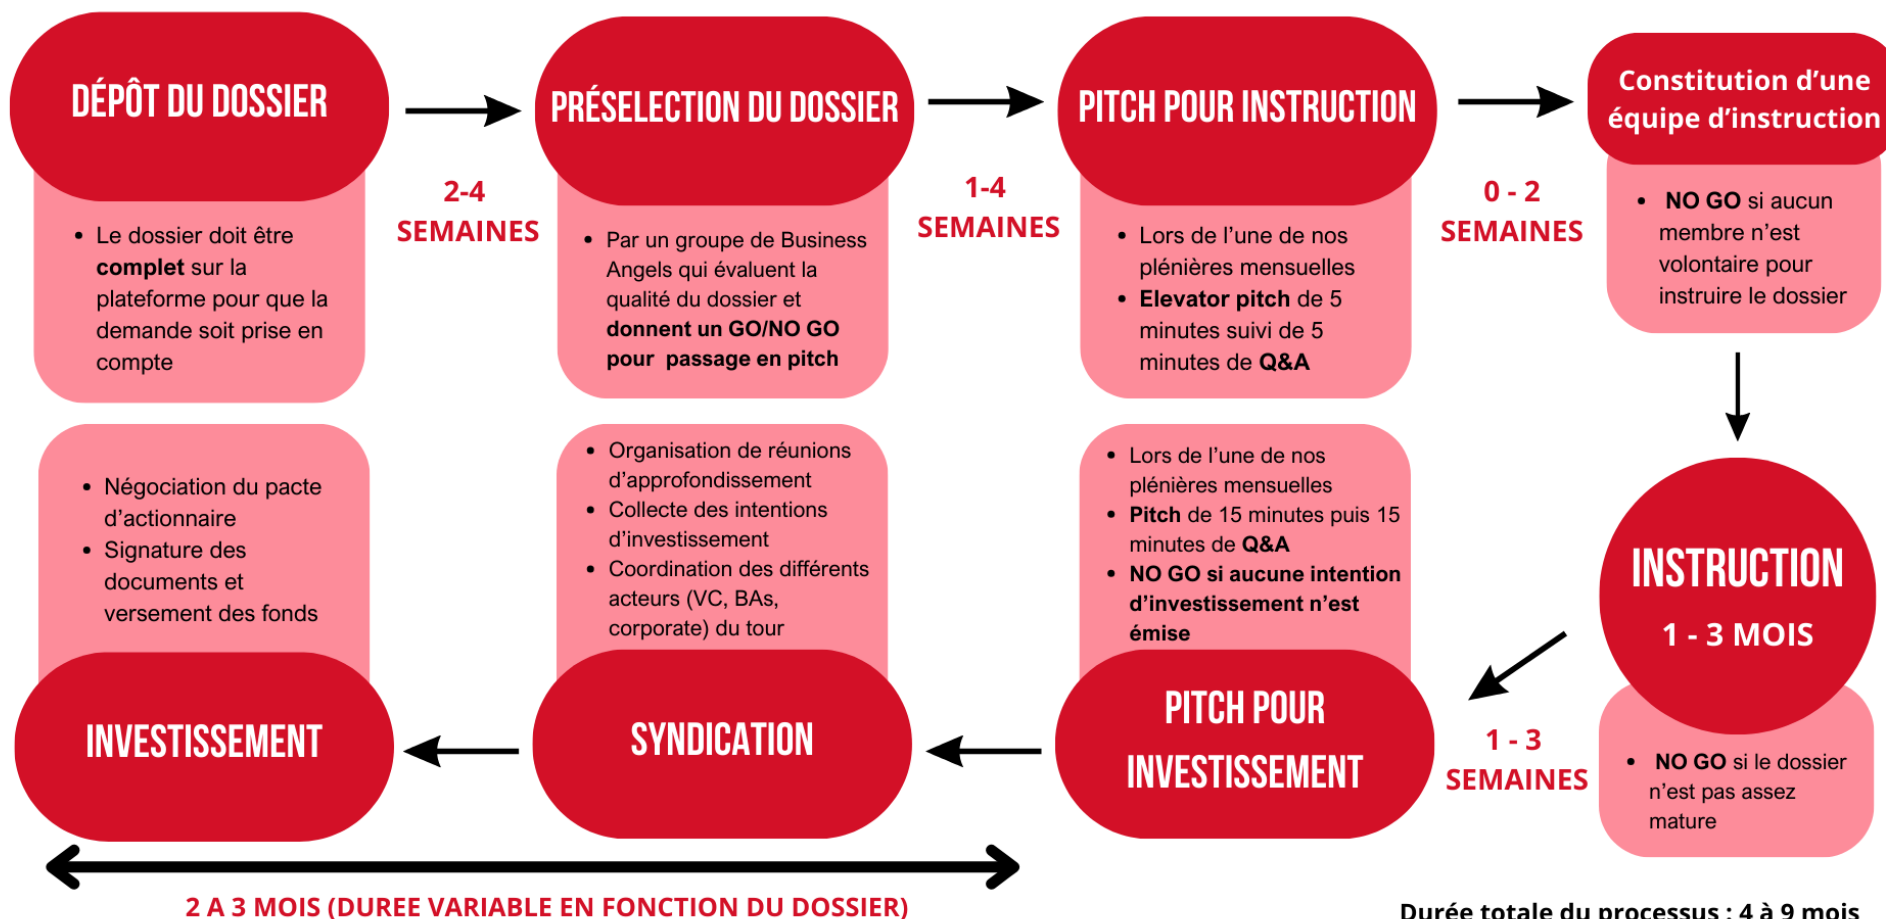 DÉPÔT DU DOSSIER
• Le dossier doit être
complet sur la
plateforme pour que la
demande soit prise en
compte
2-4
SEMAINES
PRÉSELECTION DU DOSSIER
• Par un groupe de Business
Angels qui évaluent la
qualité du dossier et
donnent un GO/NO GO
pour passage en pitch
1-4
SEMAINES
PITCH POUR INSTRUCTION
• Lors de l’une de nos
plénières mensuelles
• Elevator pitch de 5
minutes suivi de 5
minutes de Q&A
0 - 2
SEMAINES
Constitution d’une
équipe d’instruction
• NO GO si aucun
membre n’est
volontaire pour
instruire le dossier
INSTRUCTION
1 - 3 MOIS
• NO GO si le dossier
n’est pas assez
mature
1 - 3
SEMAINES
• Lors de l’une de nos
plénières mensuelles
• Pitch de 15 minutes puis 15
minutes de Q&A
• NO GO si aucune intention
d’investissement n’est
émise
PITCH POUR
INVESTISSEMENT
• Organisation de réunions
d’approfondissement
• Collecte des intentions
d’investissement
• Coordination des différents
acteurs (VC, BAs,
corporate) du tour
SYNDICATION
• Négociation du pacte
d’actionnaire
• Signature des
documents et
versement des fonds
INVESTISSEMENT
2 A 3 MOIS (DUREE VARIABLE EN FONCTION DU DOSSIER)
Durée totale du processus : 4 à 9 mois